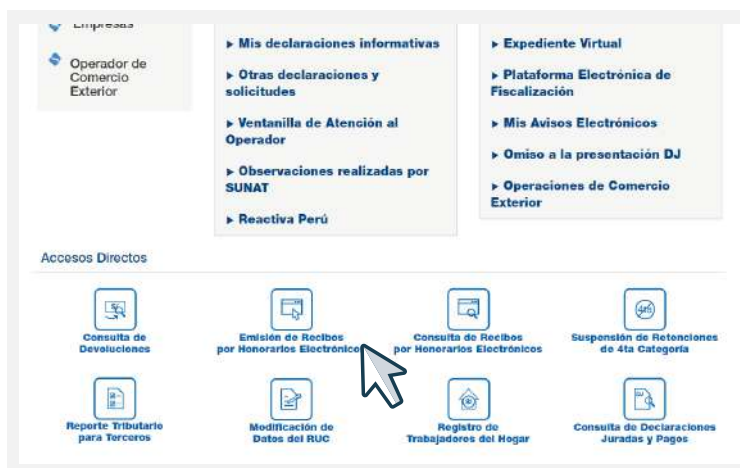 Empresas
Operador de
Comercio
Exterior
▸ Mis declaraciones informativas
▸ Otras declaraciones y
solicitudes
▸ Ventanilla de Atención al
Operador
▸ Observaciones realizadas por
SUNAT
▸ Reactiva Perú
▸ Expediente Virtual
▸ Plataforma Electrónica de
Fiscalización
▸ Mis Avisos Electrónicos
▸ Omiso a la presentación DJ
▸ Operaciones de Comercio
Exterior
Accesos Directos
Consulta de
Devoluciones
Emisión de Recibos
por Honorarios Electrónicos
Consulta de Recibos
por Honorarios Electrónicos
4ta
Suspensión de Retenciones
de 4ta Categoría
Reporte Tributario
para Terceros
Modificación de
Datos del RUC
Registro de
Trabajadores del Hogar
Consulta de Declaraciones
Juradas y Pagos